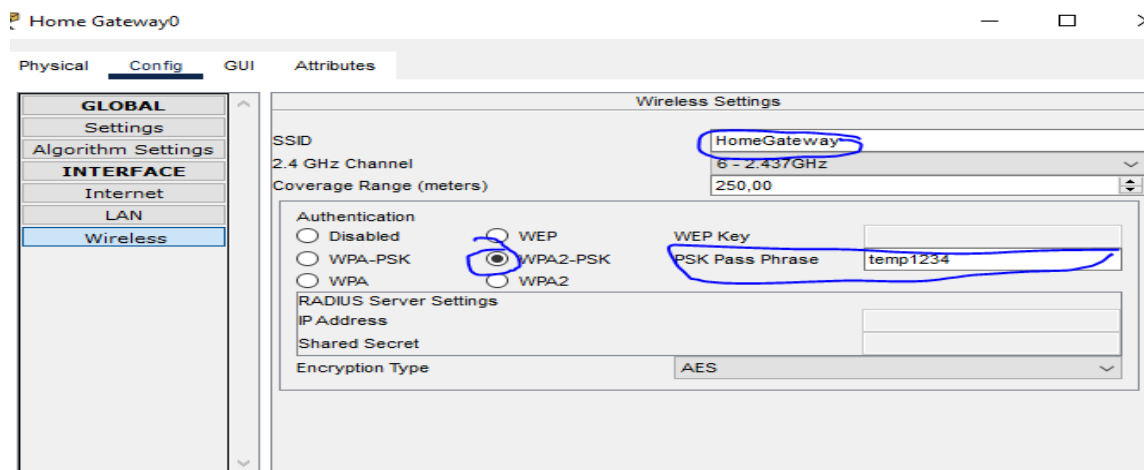 Home Gateway0
Physical Config GUI Attributes
GLOBAL
Settings
Algorithm Settings
INTERFACE
Internet
LAN
Wireless
Wireless Settings
SSID HomeGateway
2.4 GHz Channel 6 - 2.437GHz
Coverage Range (meters) 250,00
Authentication
Disabled WEP WEP Key
WPA-PSK WPA2-PSK PSK Pass Phrase temp1234
WPA WPA2
RADIUS Server Settings
IP Address
Shared Secret
Encryption Type AES